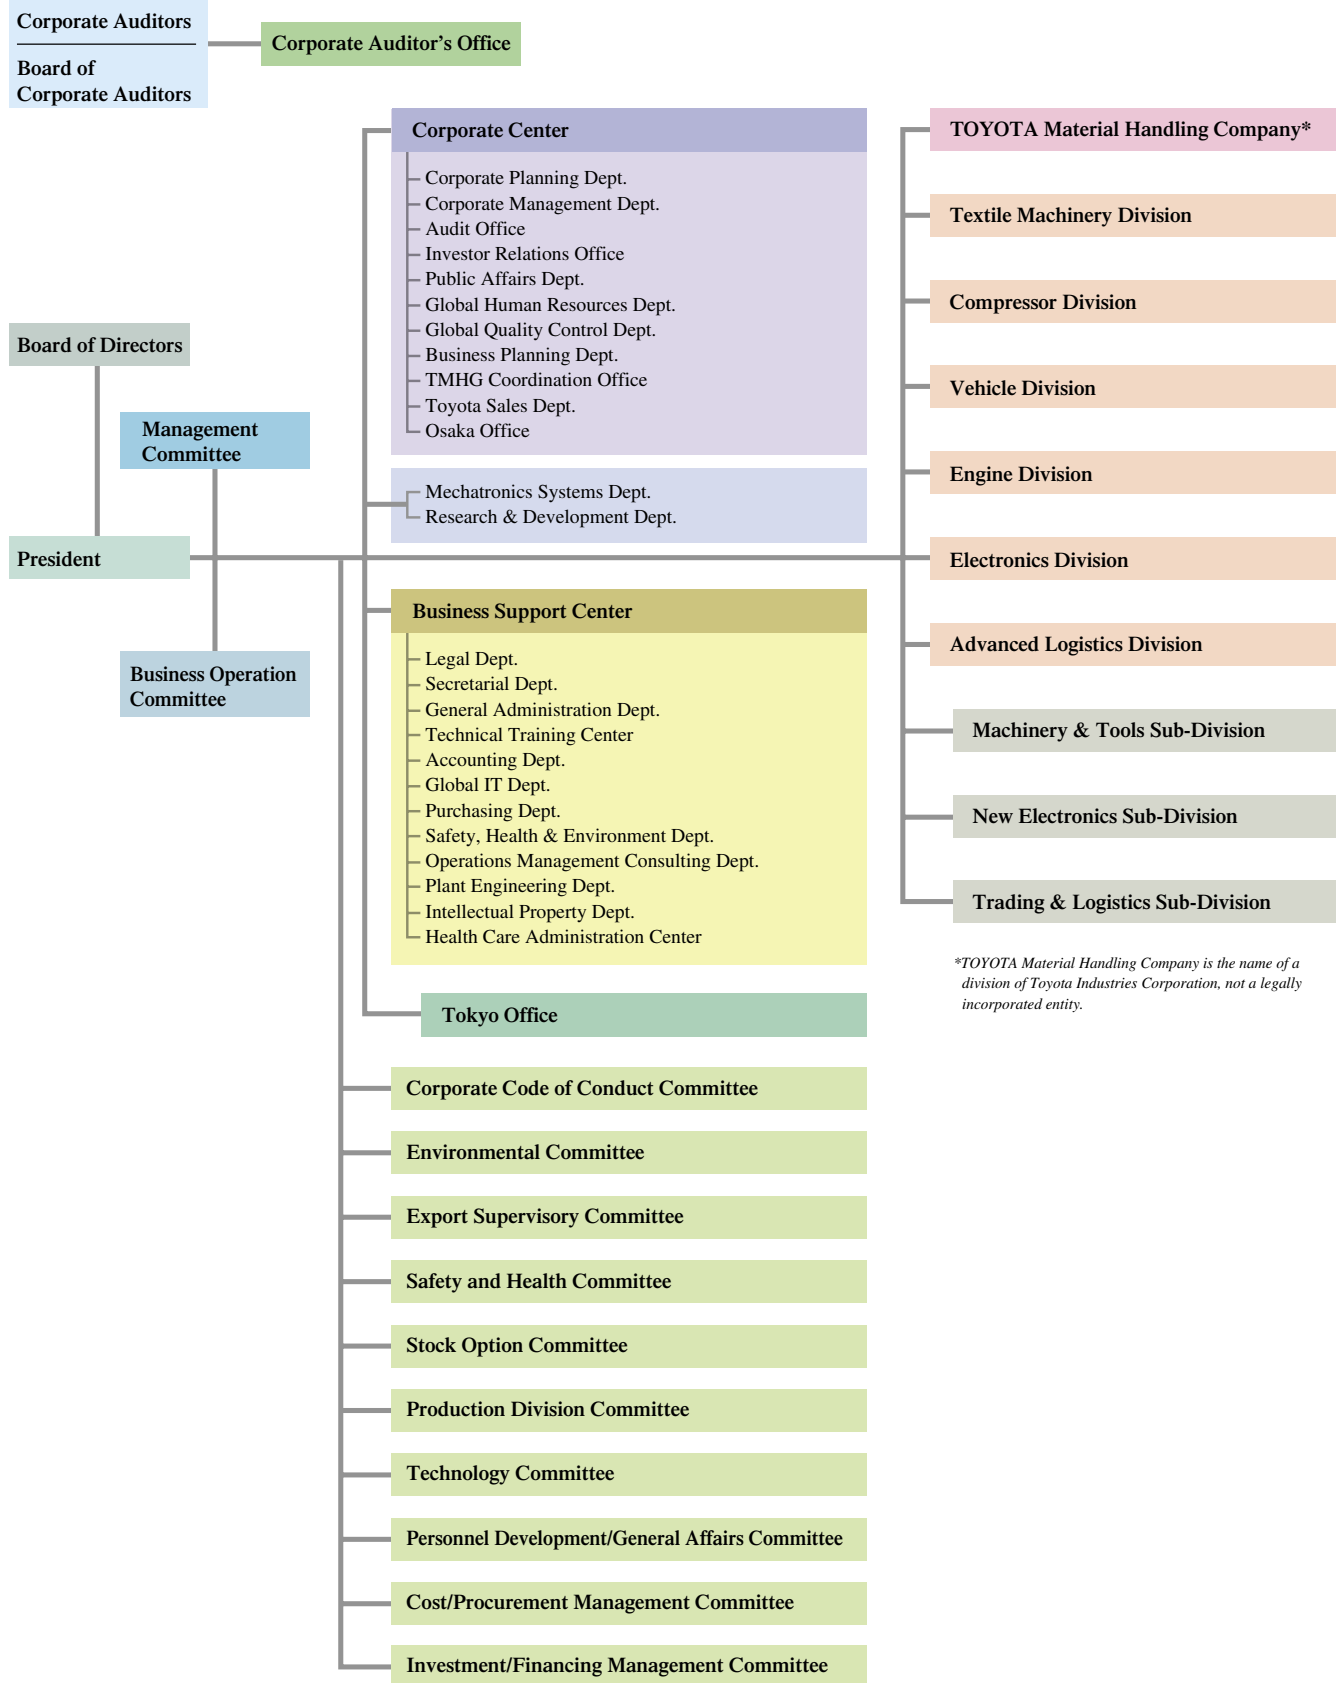 Corporate Auditors
Board of
Corporate Auditors
Corporate Auditor's Office
Board of Directors
Management
Committee
President
Business Operation
Committee
Corporate Center
Corporate Planning Dept.
Corporate Management Dept.
Audit Office
Investor Relations Office
Public Affairs Dept.
Global Human Resources Dept.
Global Quality Control Dept.
Business Planning Dept.
TMHG Coordination Office
Toyota Sales Dept.
Osaka Office
Mechatronics Systems Dept.
Research & Development Dept.
Business Support Center
Legal Dept.
Secretarial Dept.
General Administration Dept.
Technical Training Center
Accounting Dept.
Global IT Dept.
Purchasing Dept.
Safety, Health & Environment Dept.
Operations Management Consulting Dept.
Plant Engineering Dept.
Intellectual Property Dept.
Health Care Administration Center
Tokyo Office
Corporate Code of Conduct Committee
Environmental Committee
Export Supervisory Committee
Safety and Health Committee
Stock Option Committee
Production Division Committee
Technology Committee
Personnel Development/General Affairs Committee
Cost/Procurement Management Committee
Investment/Financing Management Committee
TOYOTA Material Handling Company*
Textile Machinery Division
Compressor Division
Vehicle Division
Engine Division
Electronics Division
Advanced Logistics Division
Machinery & Tools Sub-Division
New Electronics Sub-Division
Trading & Logistics Sub-Division
*TOYOTA Material Handling Company is the name of a
division of Toyota Industries Corporation, not a legally
incorporated entity.